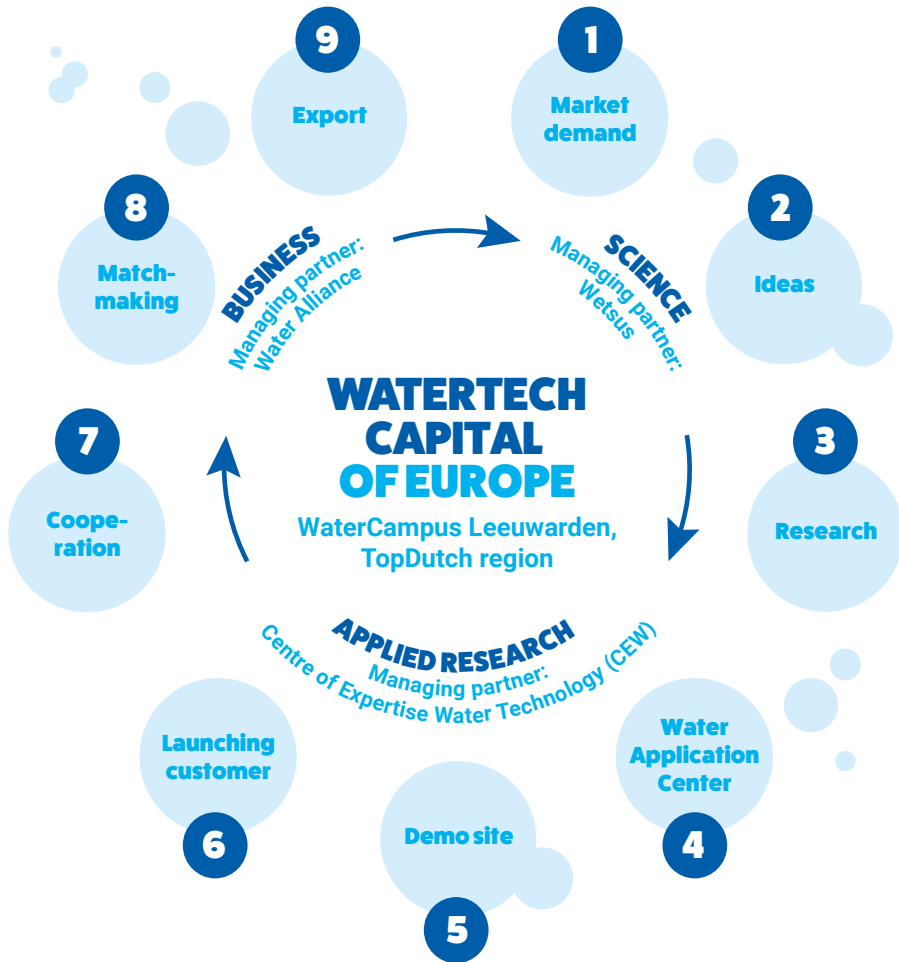 9
Export
1
Market
demand
8
Match-
making
2
Ideas
BUSINESS
Managing partner:
Water Alliance
SCIENCE
Managing partner:
Wetsus
WATERTECH
CAPITAL
OF EUROPE
WaterCampus Leeuwarden,
TopDutch region
7
Coope-
ration
3
Research
APPLIED RESEARCH
Managing partner:
Centre of Expertise Water Technology (CEW)
Launching
customer
6
Demo site
5
Water
Application
Center
4